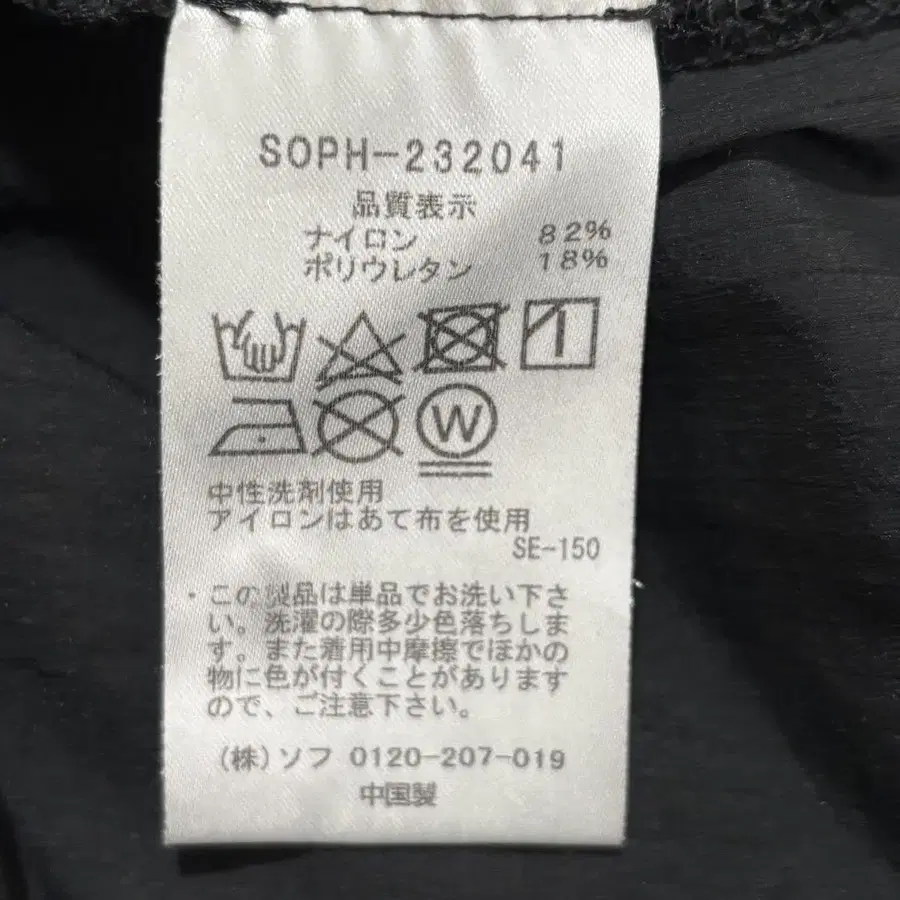 SOPH-232041
品質表示
ナイロン 82%
ポリウレタン 18%
W
中性洗剤使用
アイロンはあて布を使用
SE-150
・この製品は単品でお洗い下さ
い。洗濯の際多少色落ちしま
す。また着用中摩擦でほかの
物に色が付くことがあります
ので、ご注意下さい。
(株)ソフ 0120-207-019
中国製